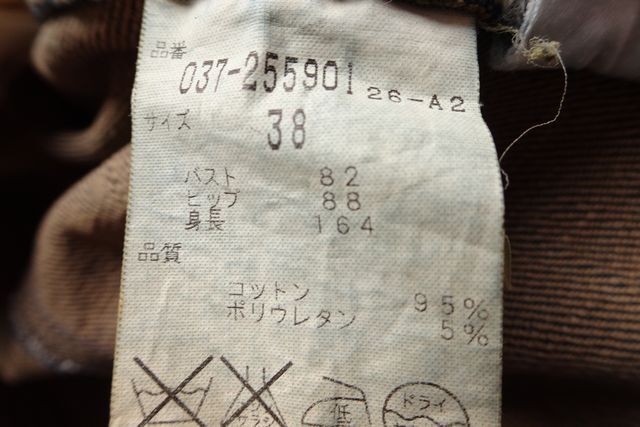 品番
037-255901 26-A2
サイズ 38
バスト 82
ヒップ 88
身長 164
品質
コットン 95%
ポリウレタン 5%
低
ドライ